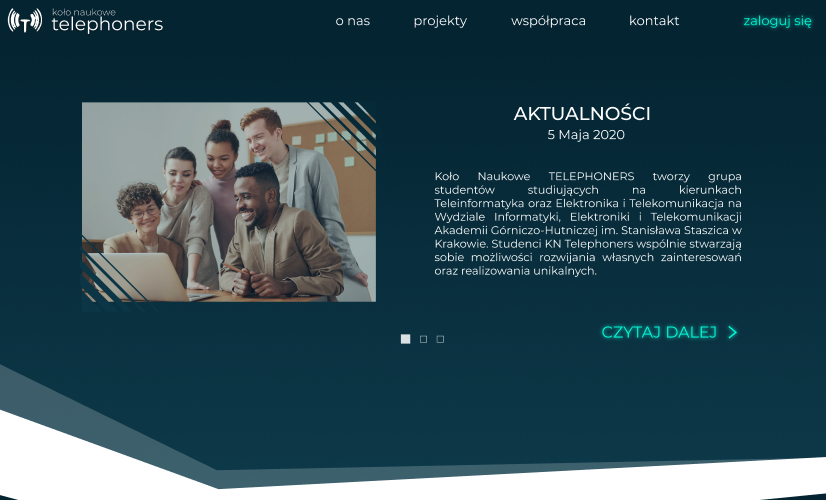 koło naukowe
telephoners
o nas
projekty
współpraca
kontakt
zaloguj się
AKTUALNOŚCI
5 Maja 2020
Koło Naukowe TELEPHONERS tworzy grupa
studentów studiujących na kierunkach
Teleinformatyka oraz Elektronika i Telekomunikacja na
Wydziale Informatyki, Elektroniki i Telekomunikacji
Akademii Górniczo-Hutniczej im. Stanisława Staszica w
Krakowie. Studenci KN Telephoners wspólnie stwarzają
sobie możliwości rozwijania własnych zainteresowań
oraz realizowania unikalnych.
CZYTAJ DALEJ >